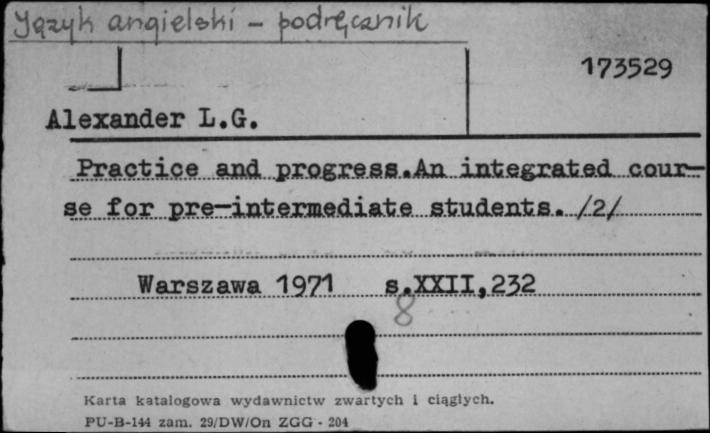 Język angielski - podręcznik
173529
Alexander L.G.
Practice and progress.An integrated cour-
se for pre-intermediate students. /2/
Warszawa 1971 s.XXII,232
8
Karta katalogowa wydawnictw zwartych i ciągłych.
PU-B-144 zam. 29/DW/On ZGG - 204